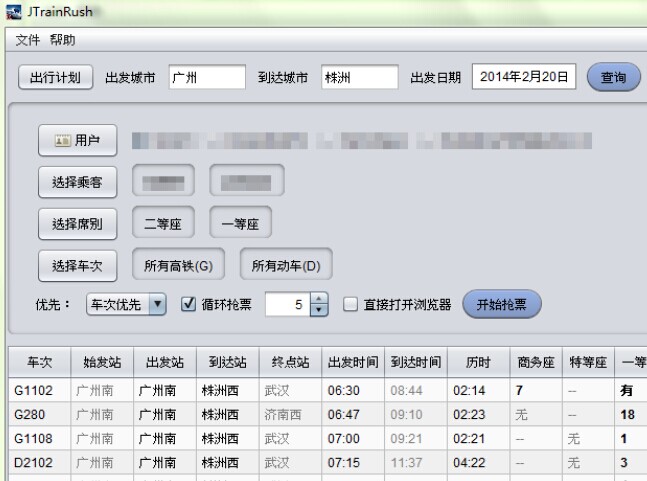 JTrainRush
文件 帮助
出行计划 出发城市 广州 到达城市 株洲 出发日期 2014年2月20日 查询
用户
选择乘客
选择席别 二等座 一等座
选择车次 所有高铁(G) 所有动车(D)
优先： 车次优先 循环抢票 5 直接打开浏览器 开始抢票
车次 始发站 出发站 到达站 终点站 出发时间 到达时间 历时 商务座 特等座 一等
G1102 广州南 广州南 株洲西 武汉 06:30 08:44 02:14 7 -- 有
G280 广州南 广州南 株洲西 济南西 06:47 09:10 02:23 无 -- 18
G1108 广州南 广州南 株洲西 武汉 07:00 09:21 02:21 -- 无 1
D2102 广州南 广州南 株洲西 武汉 07:15 11:37 04:22 -- 无 3